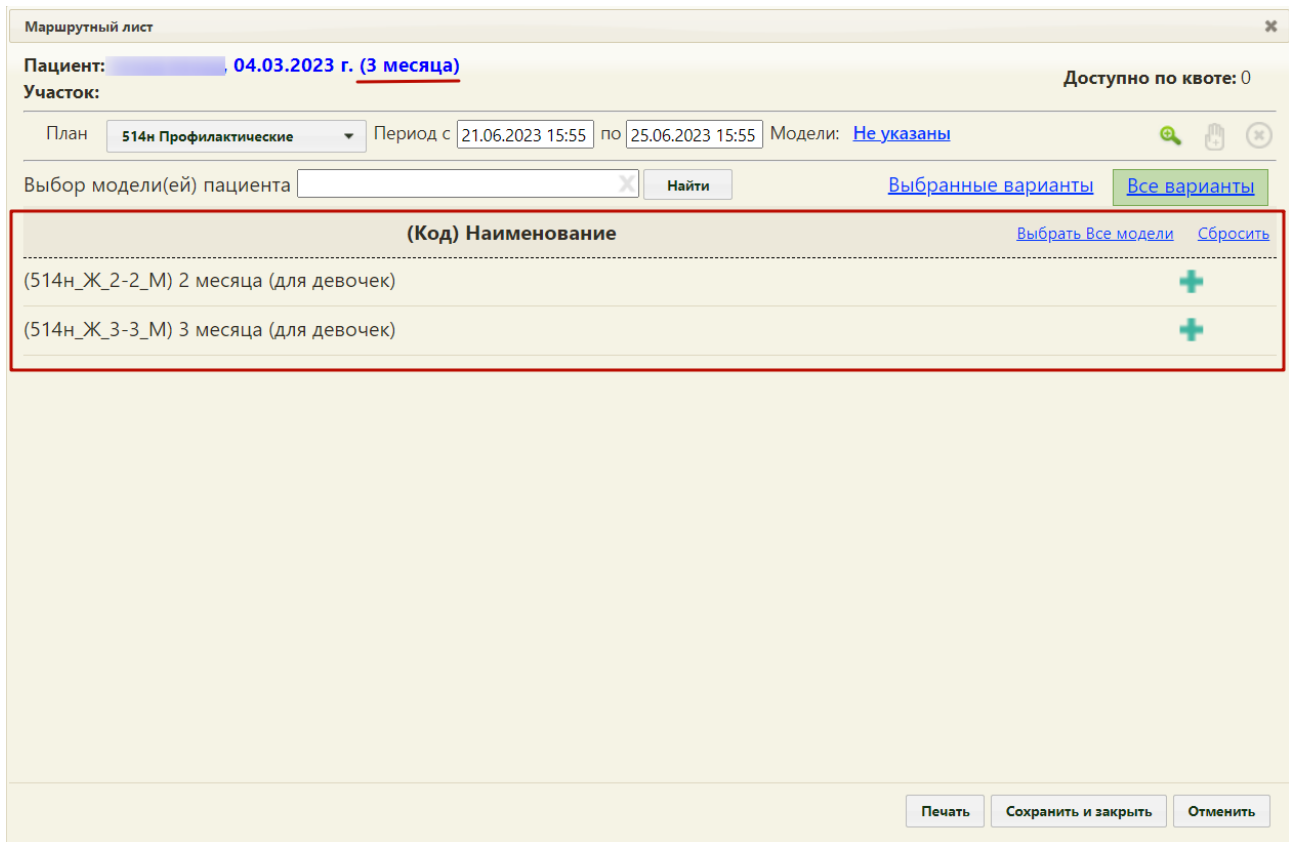 Маршрутный лист
Пациент: , 04.03.2023 г. (3 месяца)
Участок:
Доступно по квоте: 0
План 514н Профилактические Период с 21.06.2023 15:55 по 25.06.2023 15:55 Модели: Не указаны
Выбор модели(ей) пациента X Найти Выбранные варианты Все варианты
(Код) Наименование Выбрать Все модели Сбросить
(514н_Ж_2-2_М) 2 месяца (для девочек)
(514н_Ж_3-3_М) 3 месяца (для девочек)
Печать Сохранить и закрыть Отменить